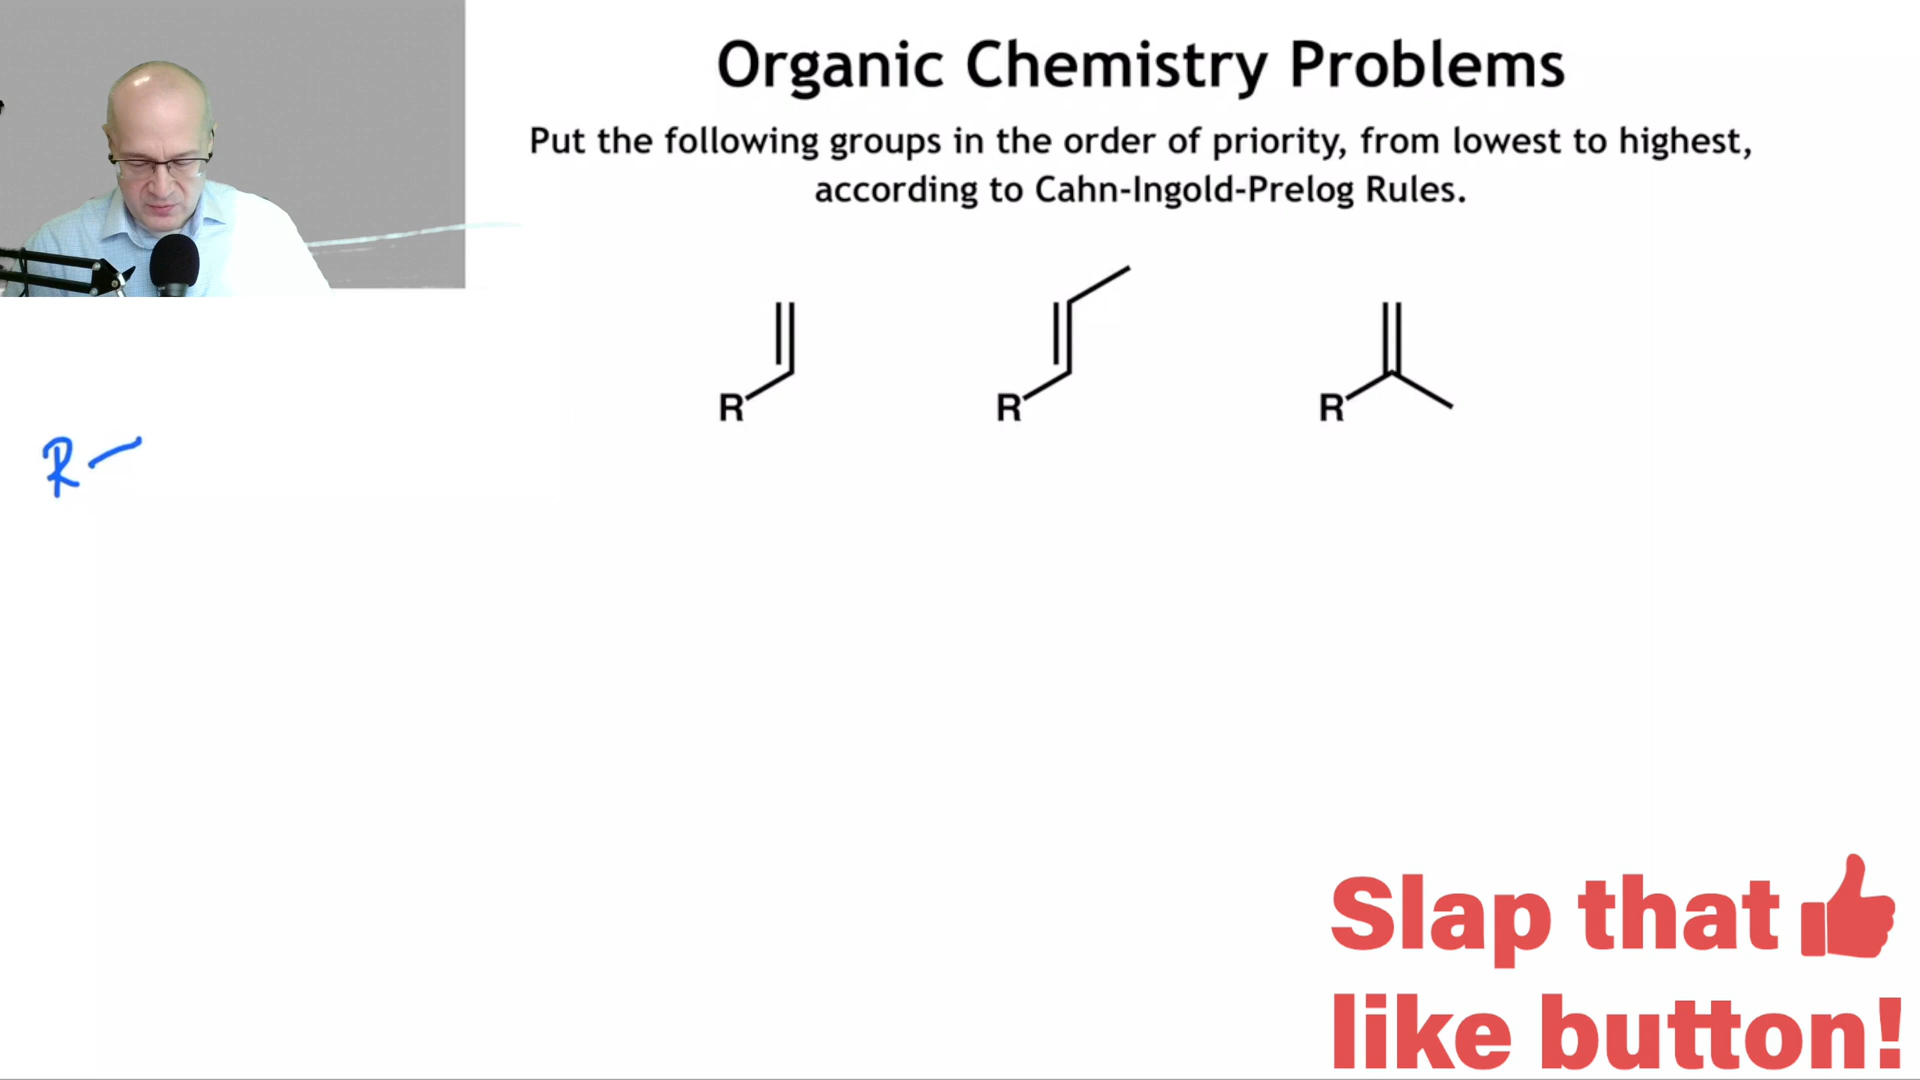 Organic Chemistry Problems
Put the following groups in the order of priority, from lowest to highest,
according to Cahn-Ingold-Prelog Rules.
R
R
R
R
Slap that
like button!